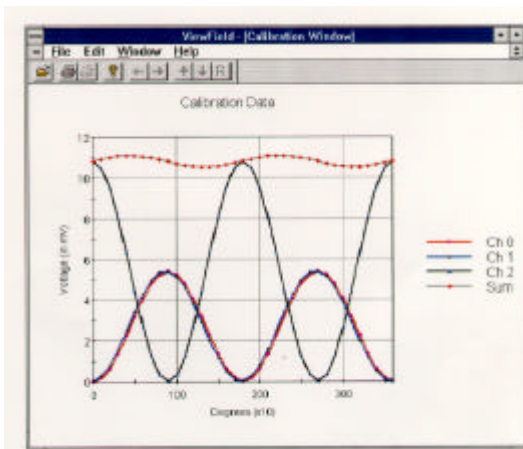 ViewField - [Calibration Window]
File Edit Window Help
R
Calibration Data
12
10
8
6
4
2
0
0 100 200 300
Voltage (in mV)
Degrees (x10)
Ch 0
Ch 1
Ch 2
Sum